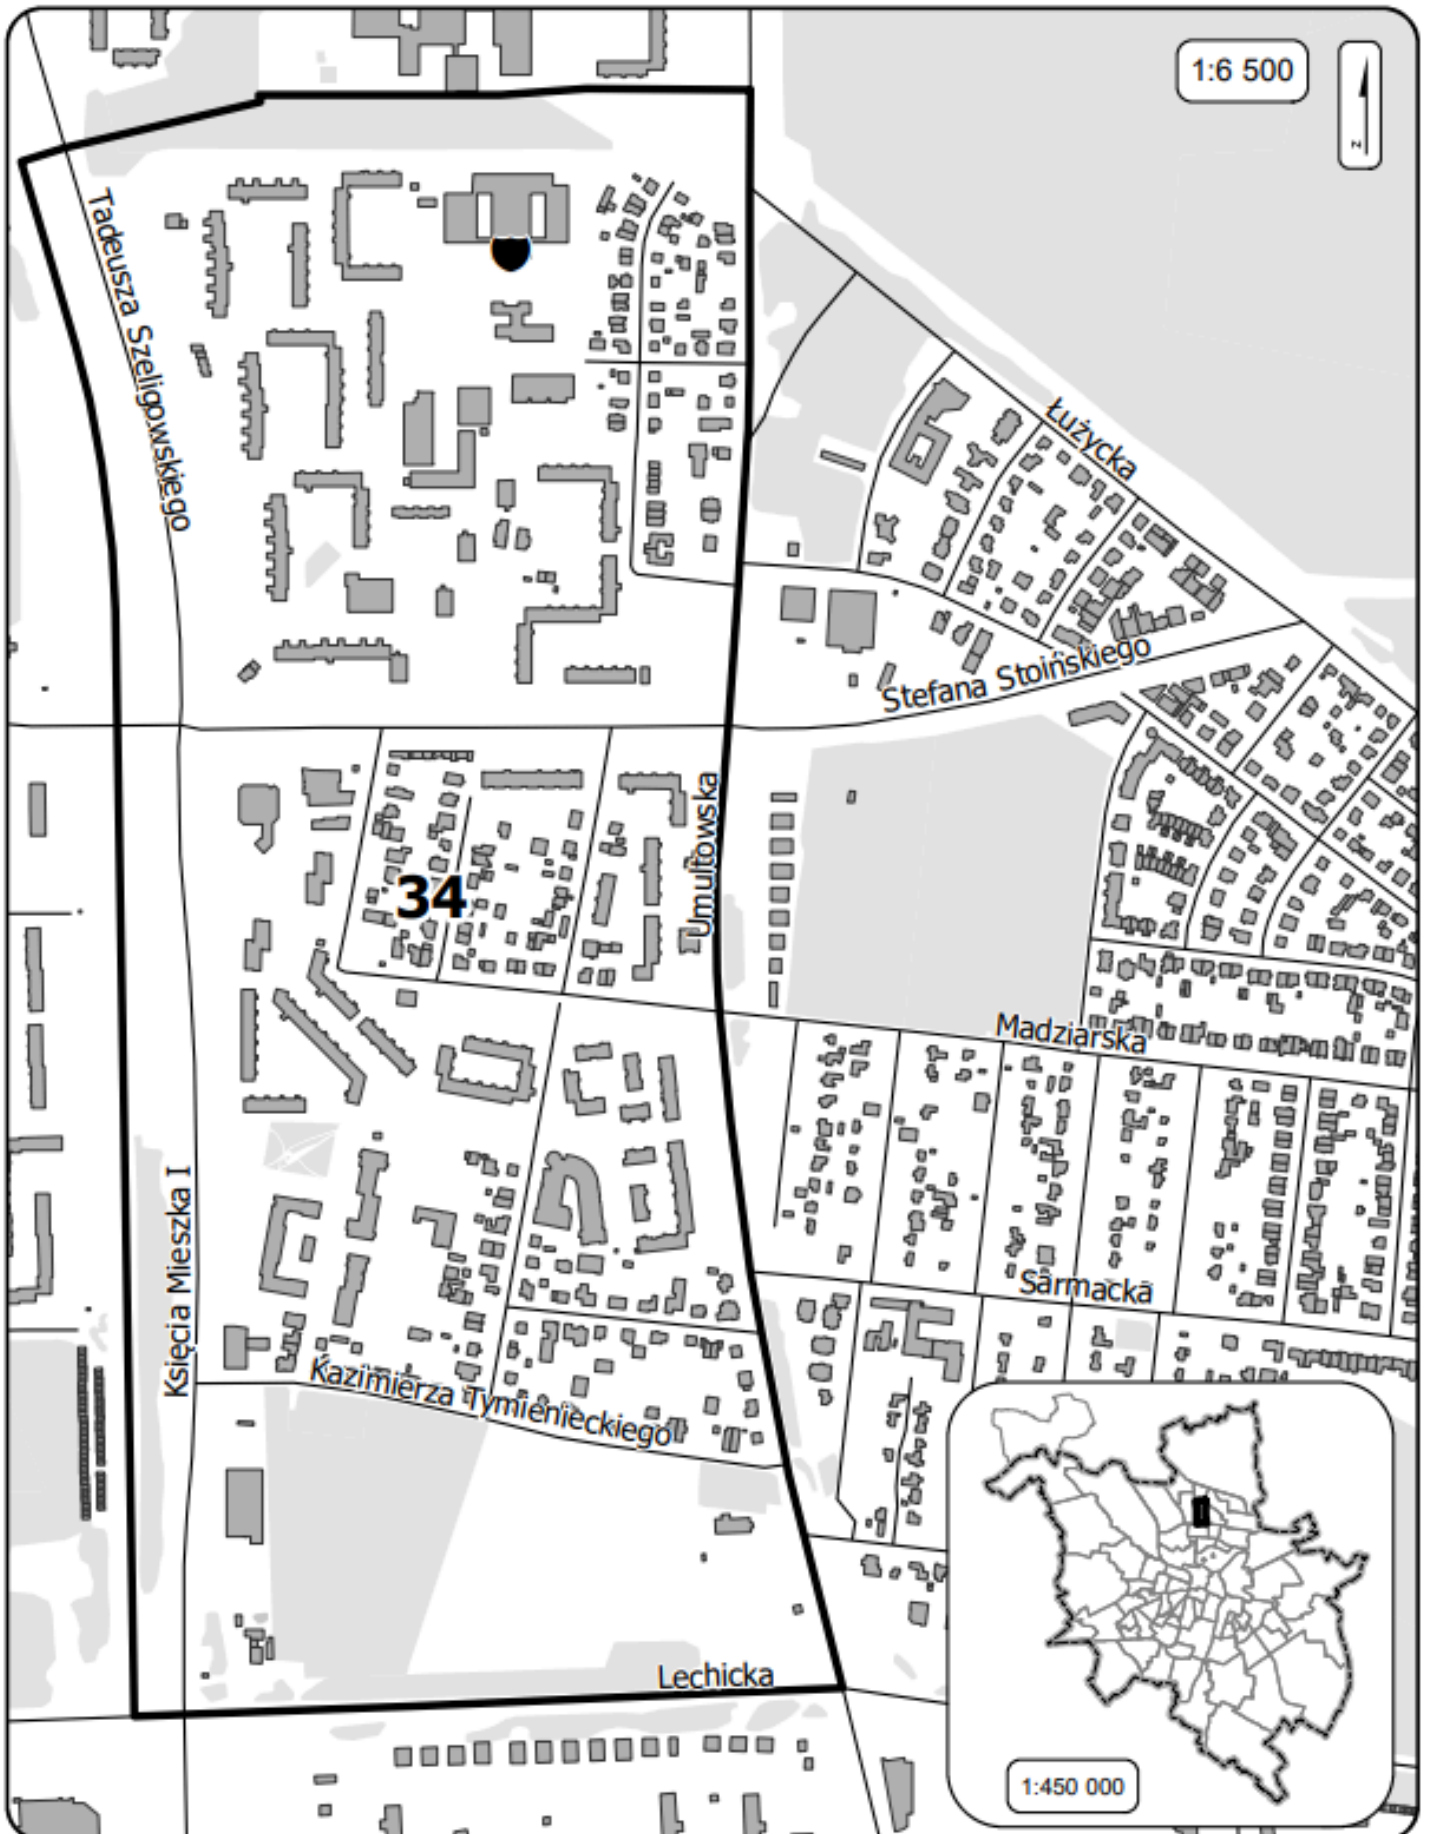 1:6 500
z
Tadeusza Szeligowskiego
Łużycka
Stefana Stoińskiego
Umultowska
34
Madziarska
Księcia Mieszka I
Sarmacka
Kazimierza Tymienieckiego
Lechicka
1:450 000